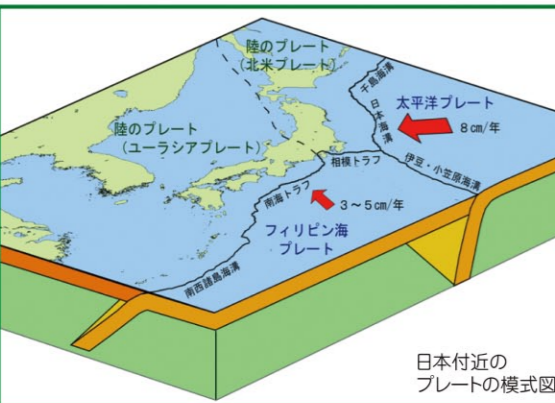 陸のプレート
(北米プレート)
千島海溝
太平洋プレート
日本海溝
8㎝/年
陸のプレート
(ユーラシアプレート)
相模トラフ
伊豆・小笠原海溝
南海トラフ
3~5㎝/年
フィリピン海
プレート
南西諸島海溝
日本付近の
プレートの模式図